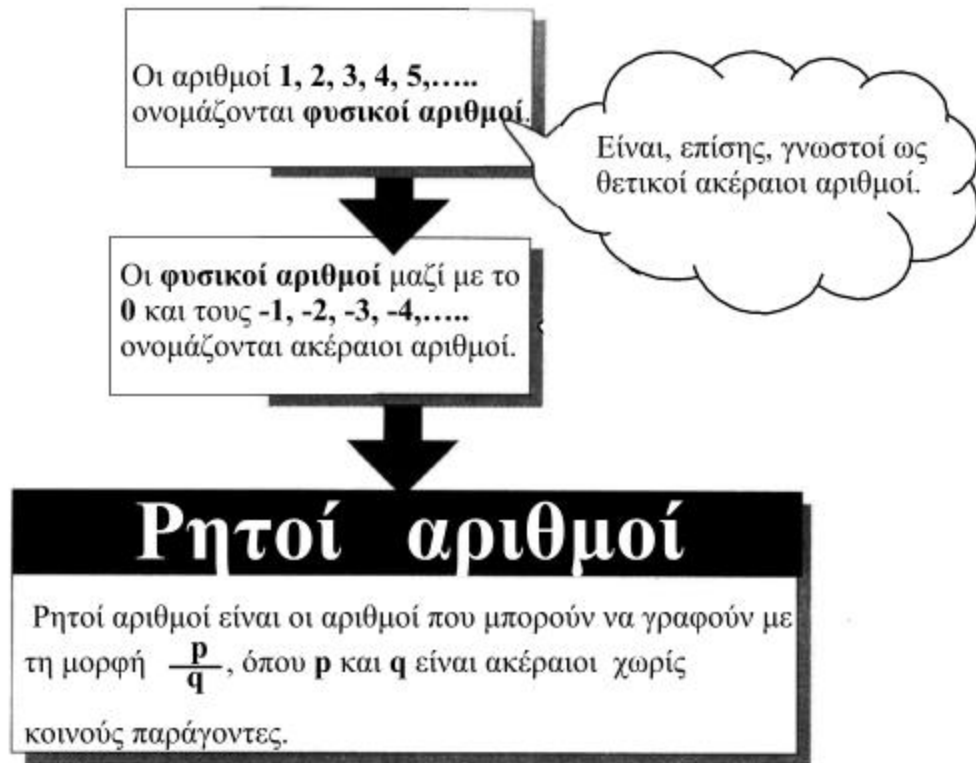 Οι αριθμοί 1, 2, 3, 4, 5,…..
ονομάζονται φυσικοί αριθμοί.
Είναι, επίσης, γνωστοί ως
θετικοί ακέραιοι αριθμοί.
Οι φυσικοί αριθμοί μαζί με το
0 και τους -1, -2, -3, -4,…..
ονομάζονται ακέραιοι αριθμοί.
Ρητοί αριθμοί
Ρητοί αριθμοί είναι οι αριθμοί που μπορούν να γραφούν με
τη μορφή p/q, όπου p και q είναι ακέραιοι χωρίς
κοινούς παράγοντες.